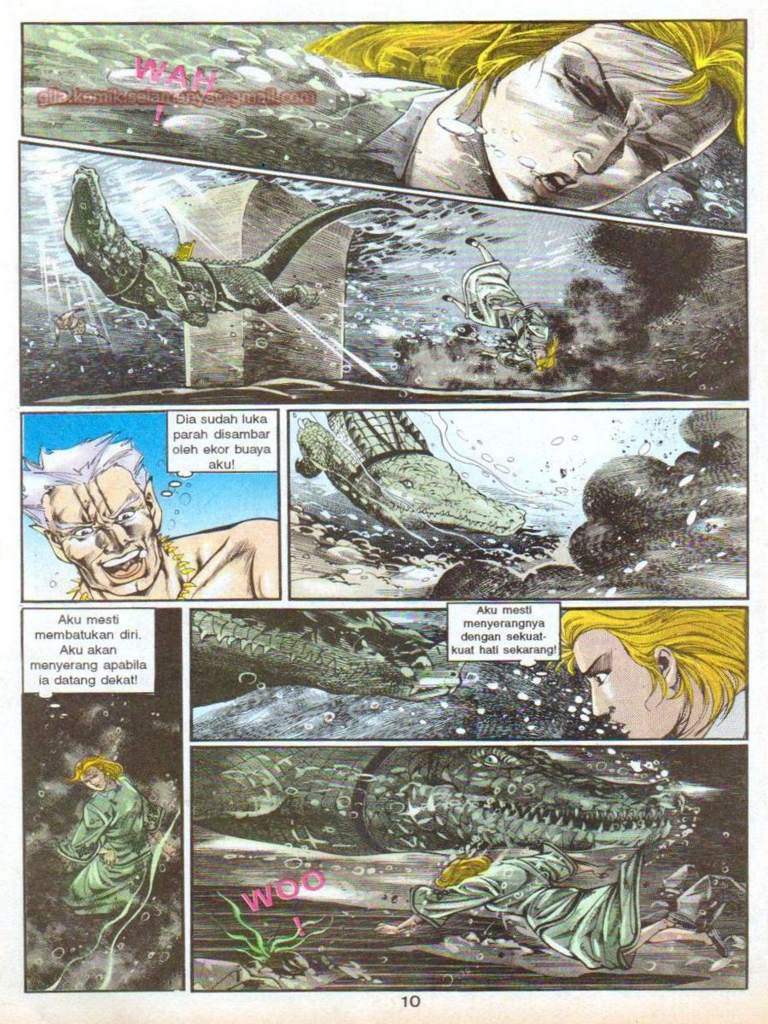 WAH
!
Dia sudah luka
parah disambar
oleh ekor buaya
aku!
Aku mesti
membatukan diri.
Aku akan
menyerang apabila
ia datang dekat!
Aku mesti
menyerangnya
dengan sekuat-
kuat hati sekarang!
WOO
!
10